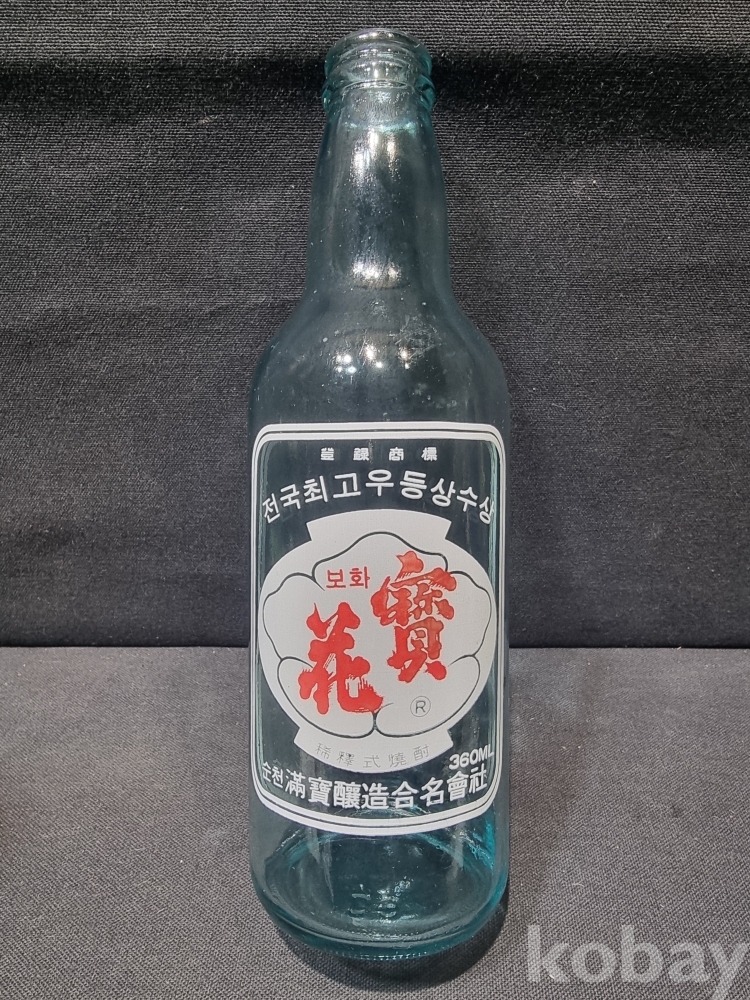 登錄商標
전국최고우등상수상
보화
寶花
®
稀釋式燒酎
360ML
순천滿寶釀造合名會社
kobay